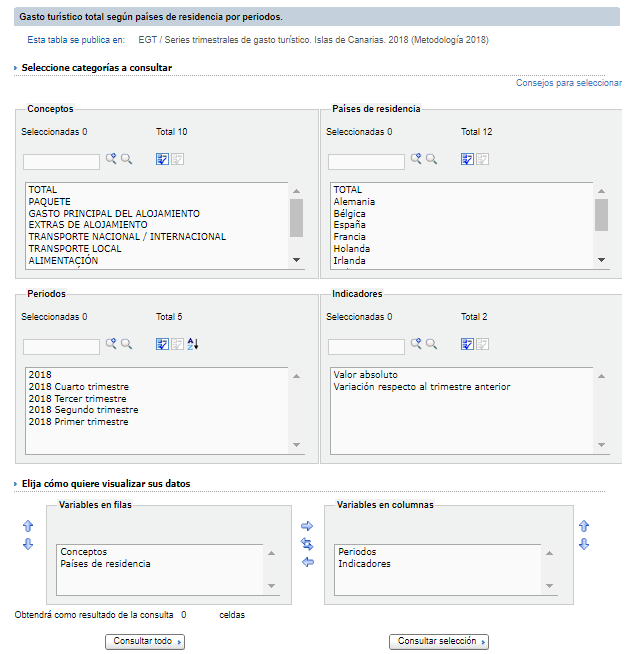 Gasto turístico total según países de residencia por periodos.
Esta tabla se publica en: EGT / Series trimestrales de gasto turístico. Islas de Canarias. 2018 (Metodología 2018)
Seleccione categorías a consultar
Consejos para seleccionar
Conceptos
Seleccionadas 0 Total 10
TOTAL
PAQUETE
GASTO PRINCIPAL DEL ALOJAMIENTO
EXTRAS DE ALOJAMIENTO
TRANSPORTE NACIONAL / INTERNACIONAL
TRANSPORTE LOCAL
ALIMENTACIÓN
Países de residencia
Seleccionadas 0 Total 12
TOTAL
Alemania
Bélgica
España
Francia
Holanda
Irlanda
Periodos
Seleccionadas 0 Total 5
2018
2018 Cuarto trimestre
2018 Tercer trimestre
2018 Segundo trimestre
2018 Primer trimestre
Indicadores
Seleccionadas 0 Total 2
Valor absoluto
Variación respecto al trimestre anterior
Elija cómo quiere visualizar sus datos
Variables en filas
Conceptos
Países de residencia
Variables en columnas
Periodos
Indicadores
Obtendrá como resultado de la consulta 0 celdas
Consultar todo
Consultar selección